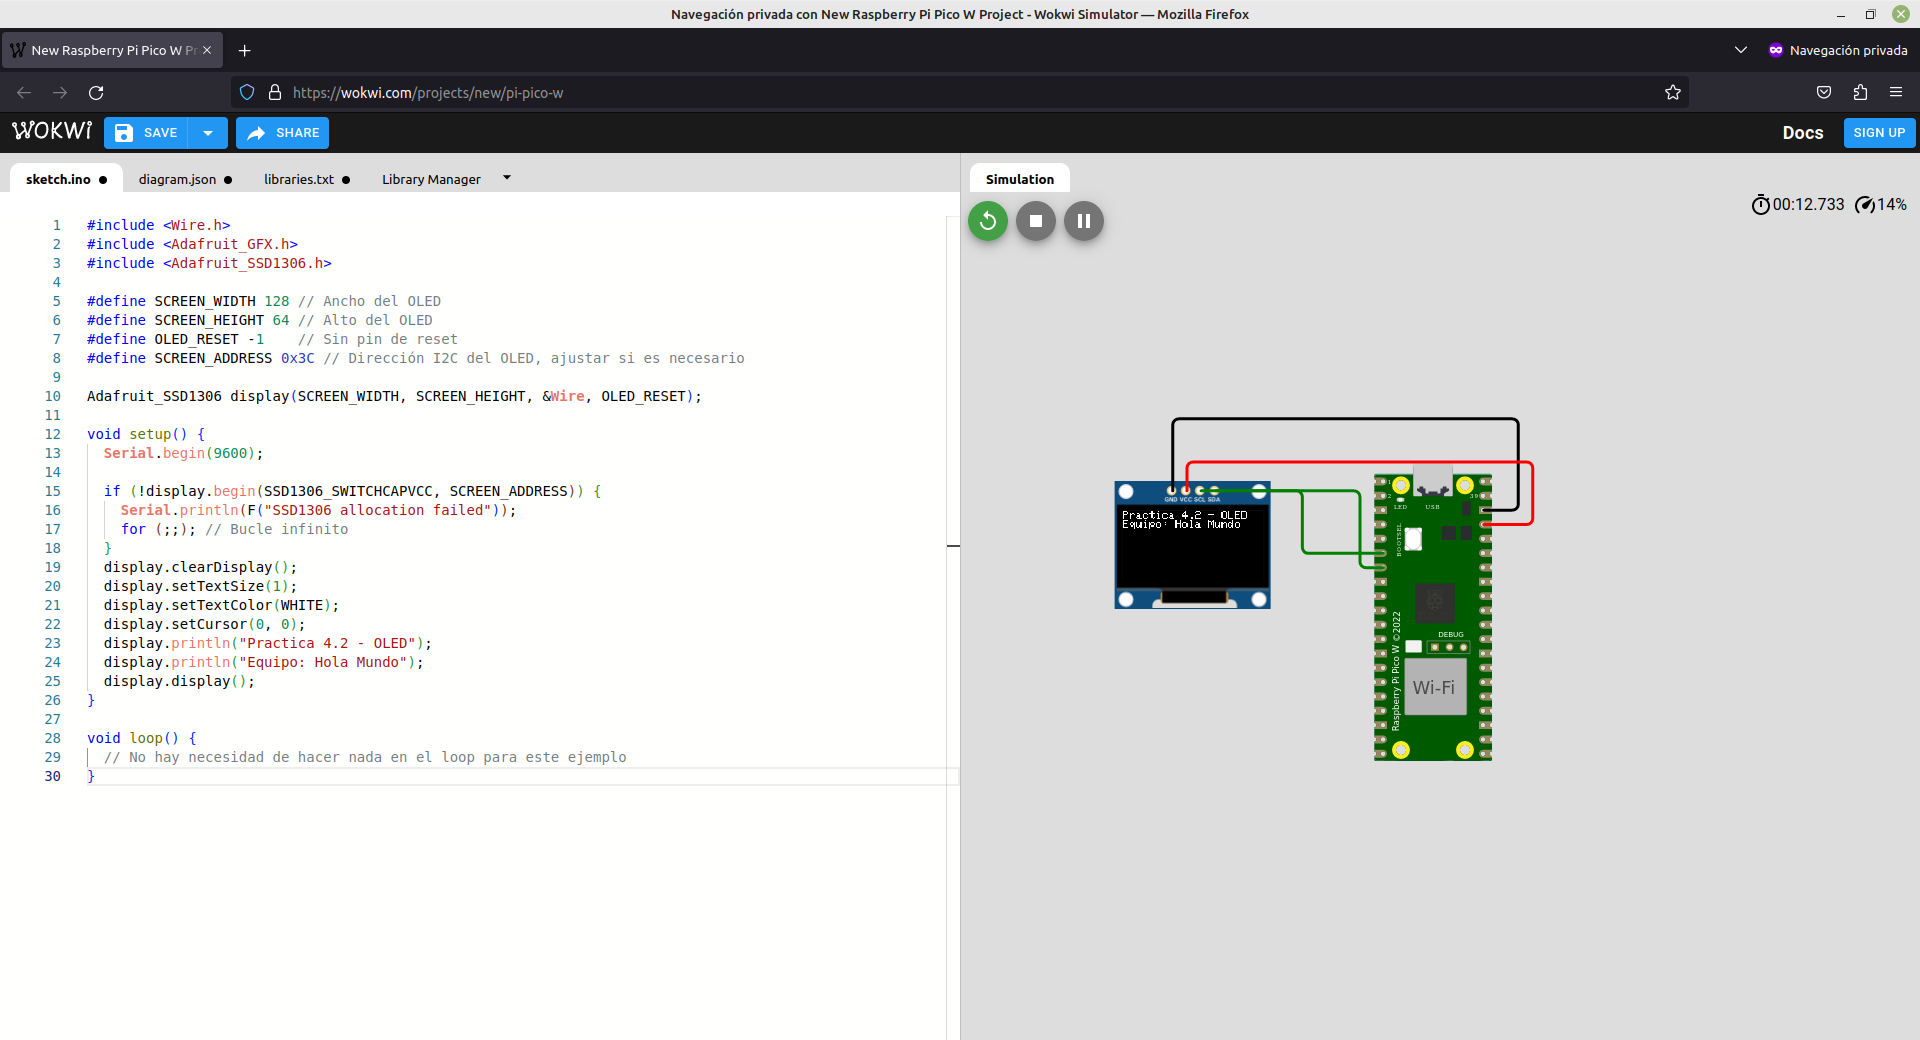 Navegación privada con New Raspberry Pi Pico W Project - Wokwi Simulator — Mozilla Firefox
New Raspberry Pi Pico W Pr
Navegación privada
https://wokwi.com/projects/new/pi-pico-w
WOKWI
SAVE
SHARE
Docs
SIGN UP
sketch.ino
diagram.json
libraries.txt
Library Manager
1 #include <Wire.h>
2 #include <Adafruit_GFX.h>
3 #include <Adafruit_SSD1306.h>
4
5 #define SCREEN_WIDTH 128 // Ancho del OLED
6 #define SCREEN_HEIGHT 64 // Alto del OLED
7 #define OLED_RESET -1    // Sin pin de reset
8 #define SCREEN_ADDRESS 0x3C // Dirección I2C del OLED, ajustar si es necesario
9
10 Adafruit_SSD1306 display(SCREEN_WIDTH, SCREEN_HEIGHT, &Wire, OLED_RESET);
11
12 void setup() {
13   Serial.begin(9600);
14
15   if (!display.begin(SSD1306_SWITCHCAPVCC, SCREEN_ADDRESS)) {
16     Serial.println(F("SSD1306 allocation failed"));
17     for (;;); // Bucle infinito
18   }
19   display.clearDisplay();
20   display.setTextSize(1);
21   display.setTextColor(WHITE);
22   display.setCursor(0, 0);
23   display.println("Practica 4.2 - OLED");
24   display.println("Equipo: Hola Mundo");
25   display.display();
26 }
27
28 void loop() {
29   // No hay necesidad de hacer nada en el loop para este ejemplo
30 }
Simulation
00:12.733
14%
GND VCC SCL SDA
Practica 4.2 - OLED
Equipo: Hola Mundo
1
2
39
LED
USB
BOOTSEL
DEBUG
Raspberry Pi Pico W ©2022
Wi-Fi